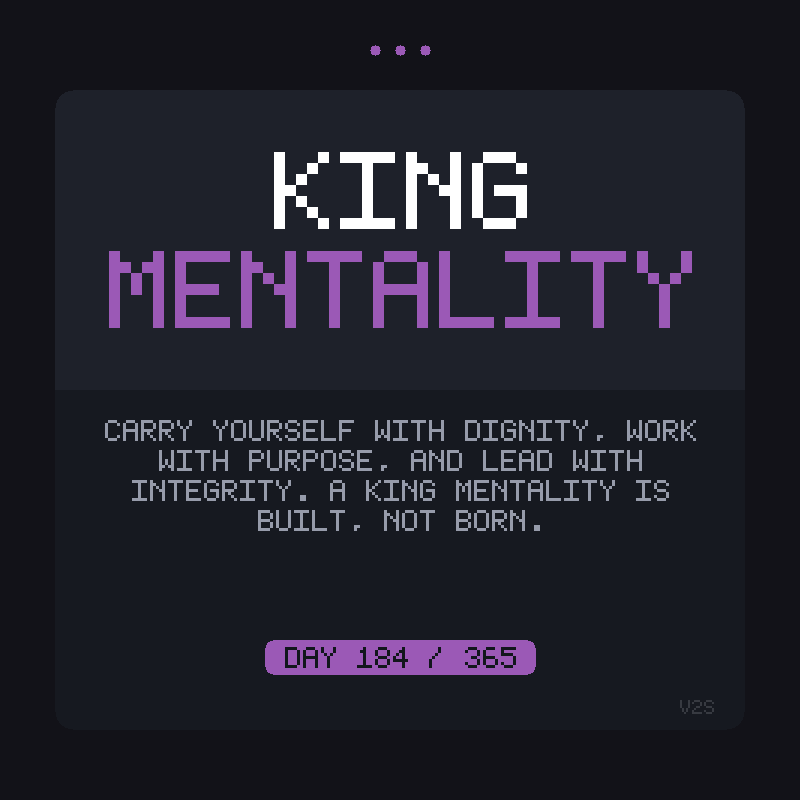 KING
MENTALITY
CARRY YOURSELF WITH DIGNITY, WORK
WITH PURPOSE, AND LEAD WITH
INTEGRITY. A KING MENTALITY IS
BUILT, NOT BORN.
DAY 184 / 365
V2S